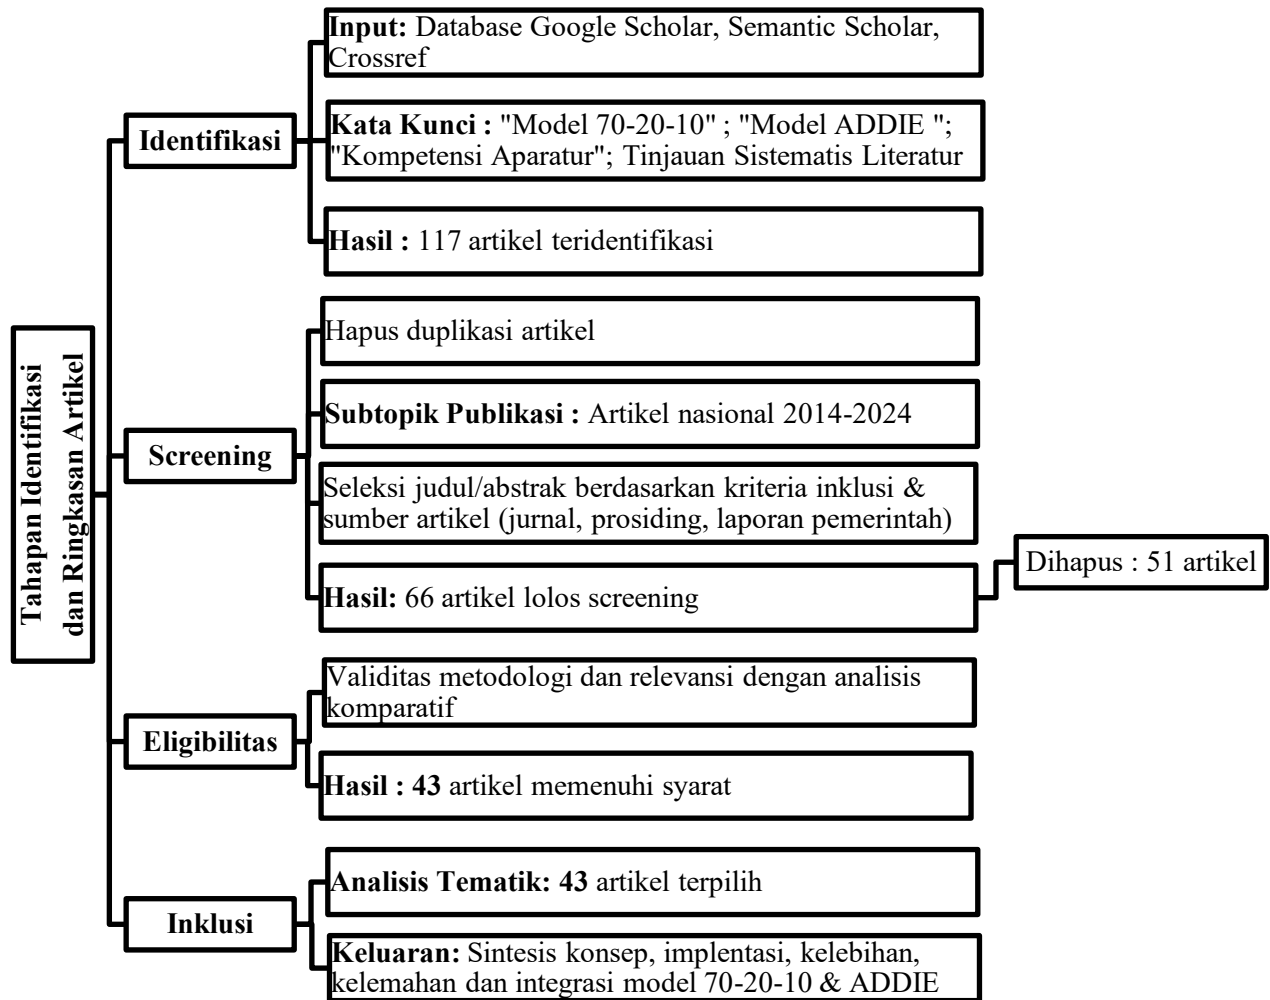 Tahapan Identifikasi
dan Ringkasan Artikel
Identifikasi
Input: Database Google Scholar, Semantic Scholar,
Crossref
Kata Kunci : "Model 70-20-10" ; "Model ADDIE ";
"Kompetensi Aparatur"; Tinjauan Sistematis Literatur
Hasil : 117 artikel teridentifikasi
Screening
Hapus duplikasi artikel
Subtopik Publikasi : Artikel nasional 2014-2024
Seleksi judul/abstrak berdasarkan kriteria inklusi &
sumber artikel (jurnal, prosiding, laporan pemerintah)
Hasil: 66 artikel lolos screening
Dihapus : 51 artikel
Eligibilitas
Validitas metodologi dan relevansi dengan analisis
komparatif
Hasil : 43 artikel memenuhi syarat
Inklusi
Analisis Tematik: 43 artikel terpilih
Keluaran: Sintesis konsep, implentasi, kelebihan,
kelemahan dan integrasi model 70-20-10 & ADDIE